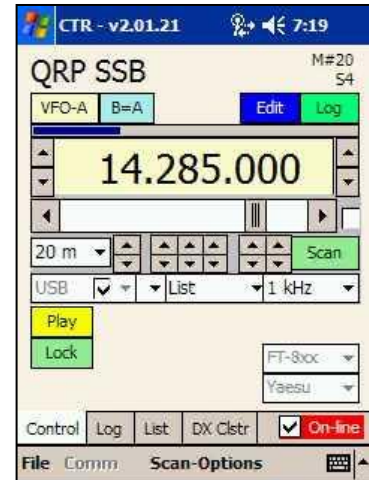 CTR - v2.01.21 7:19
QRP SSB M#20
S4
VFO-A B=A Edit Log
14.285.000
20 m Scan
USB List 1 kHz
Play
Lock
FT-8xx
Yaesu
Control Log List DX Clstr On-line
File Comm Scan-Options